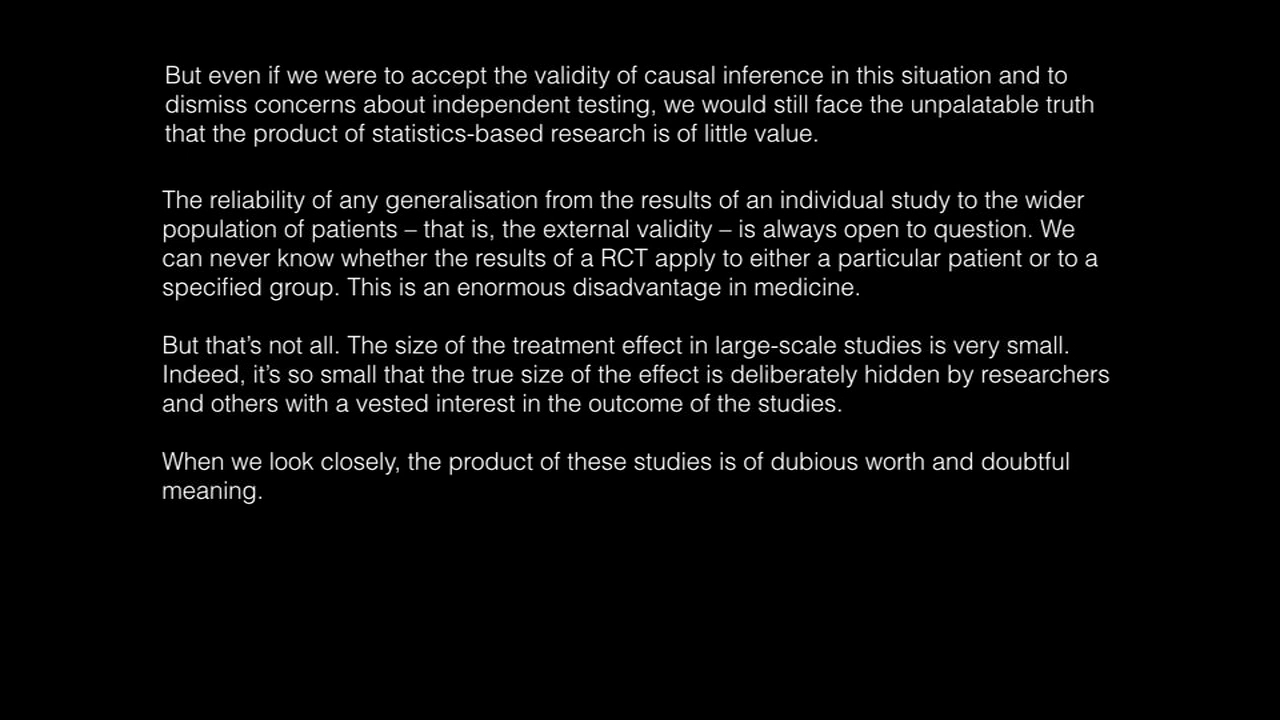 But even if we were to accept the validity of causal inference in this situation and to
dismiss concerns about independent testing, we would still face the unpalatable truth
that the product of statistics-based research is of little value.
The reliability of any generalisation from the results of an individual study to the wider
population of patients – that is, the external validity – is always open to question. We
can never know whether the results of a RCT apply to either a particular patient or to a
specified group. This is an enormous disadvantage in medicine.
But that’s not all. The size of the treatment effect in large-scale studies is very small.
Indeed, it’s so small that the true size of the effect is deliberately hidden by researchers
and others with a vested interest in the outcome of the studies.
When we look closely, the product of these studies is of dubious worth and doubtful
meaning.